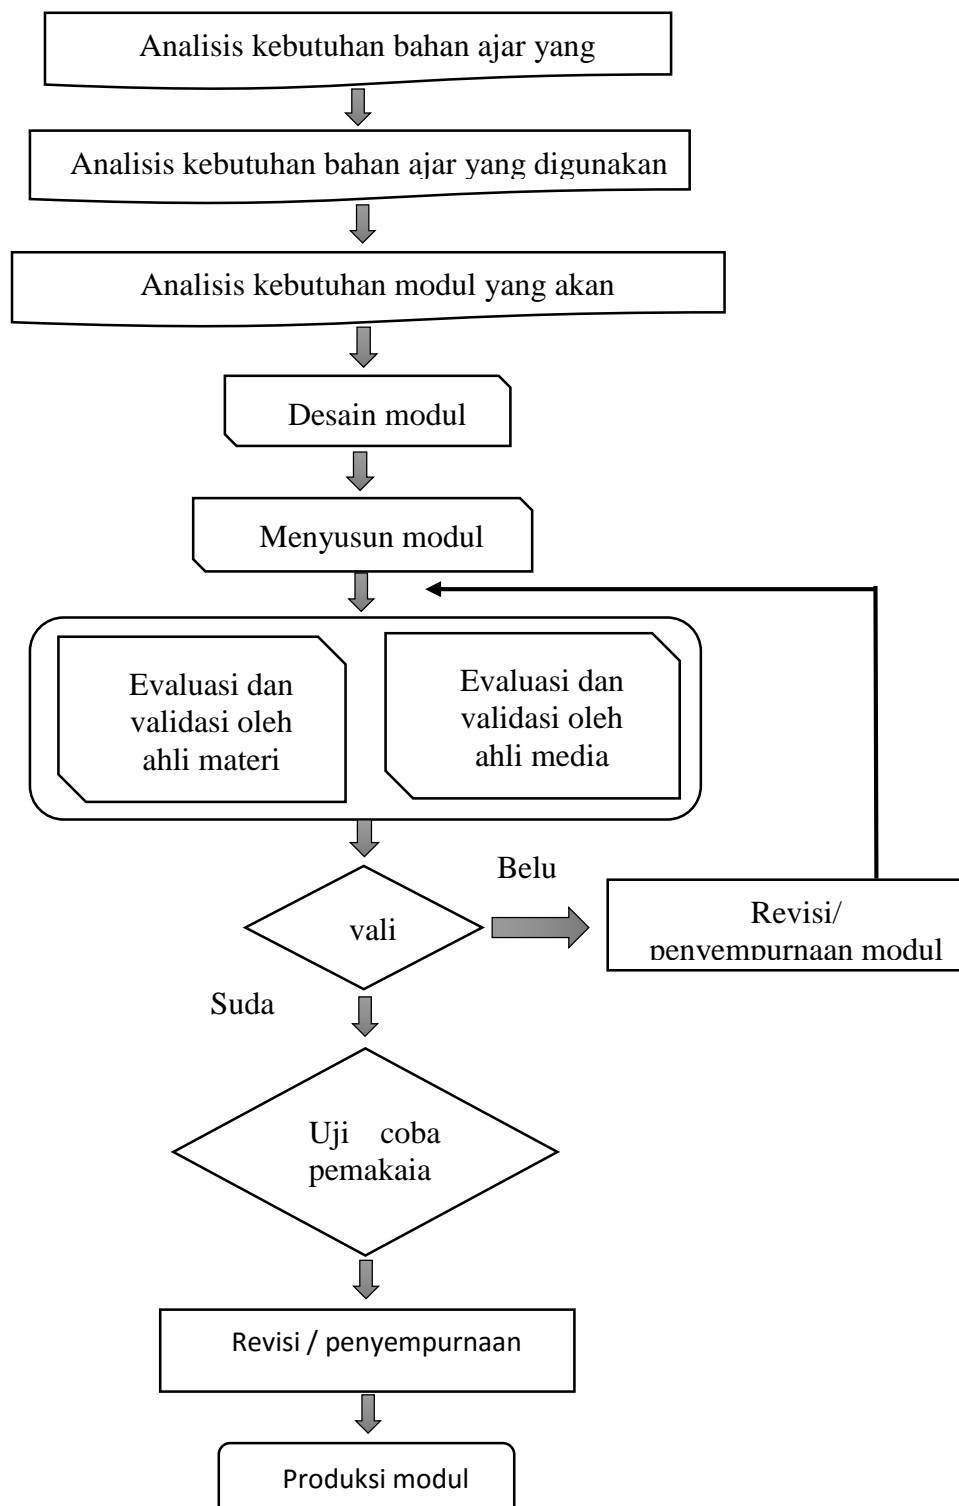 Analisis kebutuhan bahan ajar yang
Analisis kebutuhan bahan ajar yang digunakan
Analisis kebutuhan modul yang akan
Desain modul
Menyusun modul
Evaluasi dan
validasi oleh
ahli materi
Evaluasi dan
validasi oleh
ahli media
Belu
vali
Revisi/
penyempurnaan modul
Suda
Uji coba
pemakaia
Revisi / penyempurnaan
Produksi modul